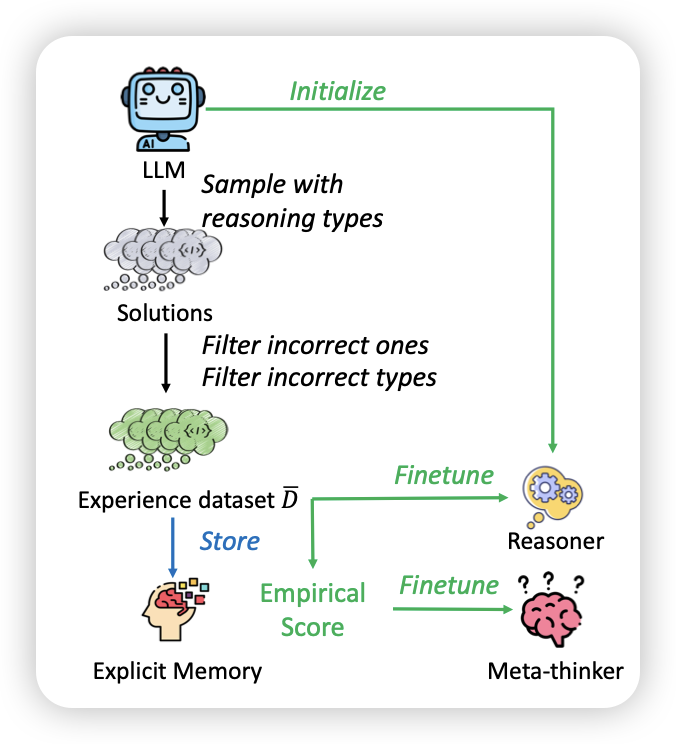 Initialize
AI
LLM
Sample with
reasoning types
</>
Solutions
Filter incorrect ones
Filter incorrect types
</>
Experience dataset D̅
Finetune
Reasoner
Store
Empirical
Score
Finetune
? ? ?
Explicit Memory
Meta-thinker